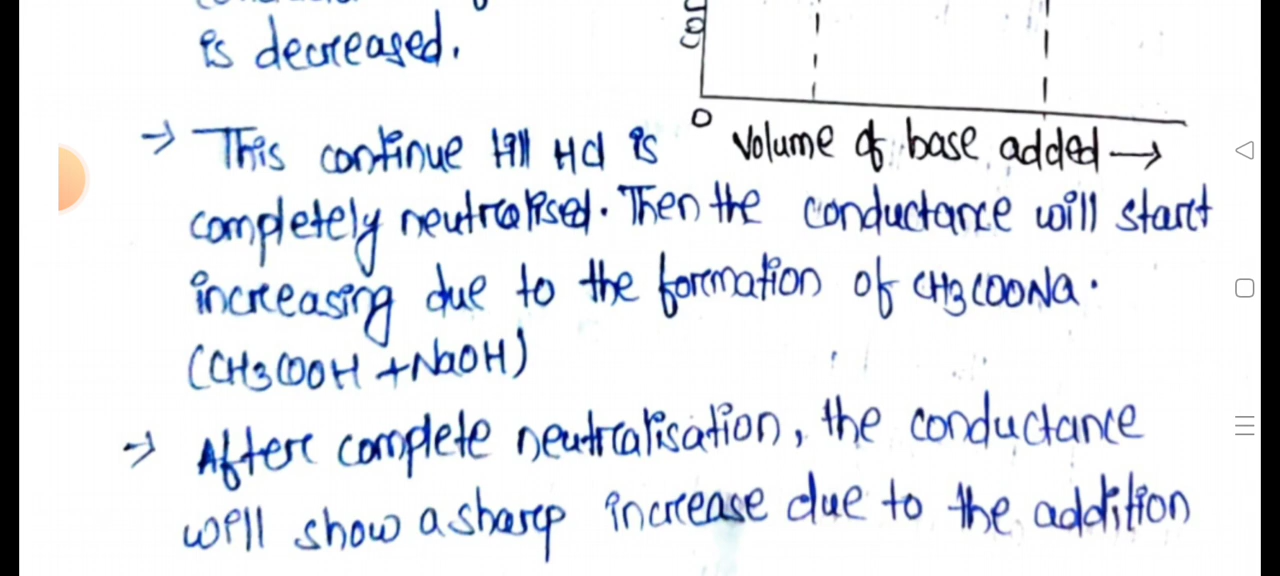 is decreased.
0
Volume of base added →
→ This continue till HCl is
completely neutralised. Then the conductance will start
increasing due to the formation of CH3COONa.
(CH3COOH + NaOH)
→ After complete neutralisation, the conductance
will show a sharp increase due to the addition